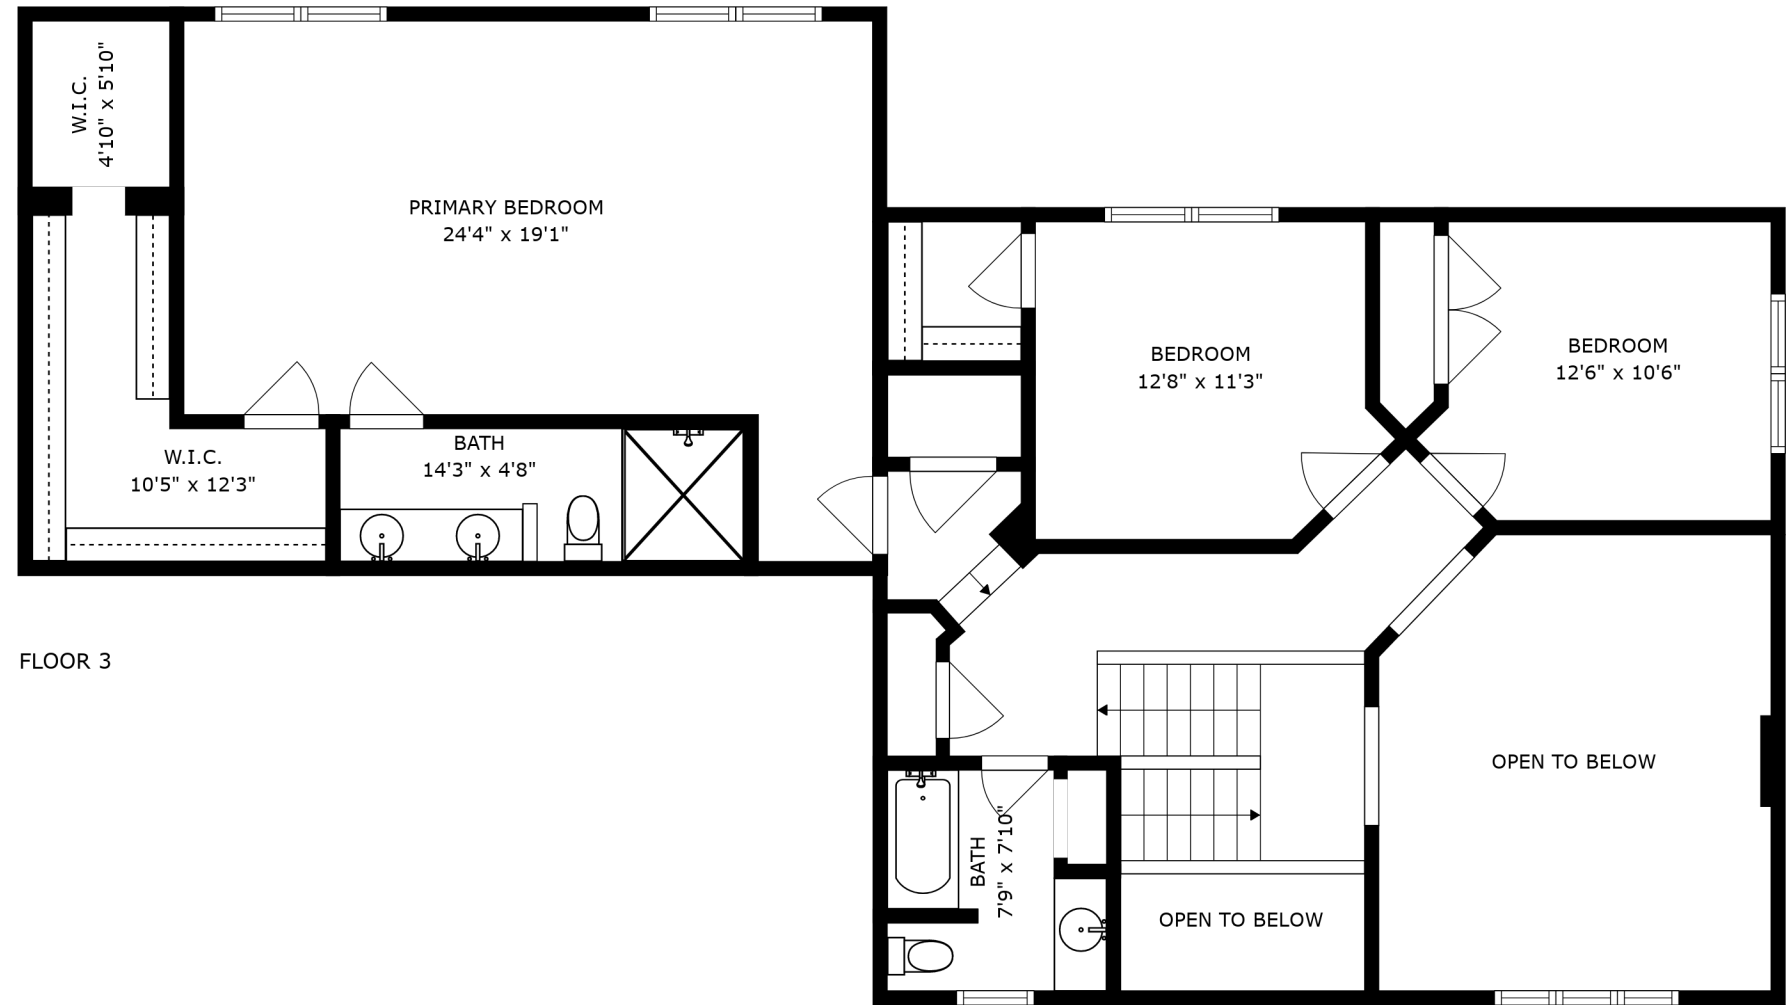 W.I.C.
4'10" x 5'10"
PRIMARY BEDROOM
24'4" x 19'1"
BEDROOM
12'8" x 11'3"
BEDROOM
12'6" x 10'6"
W.I.C.
10'5" x 12'3"
BATH
14'3" x 4'8"
FLOOR 3
OPEN TO BELOW
BATH
7'9" x 7'10"
OPEN TO BELOW